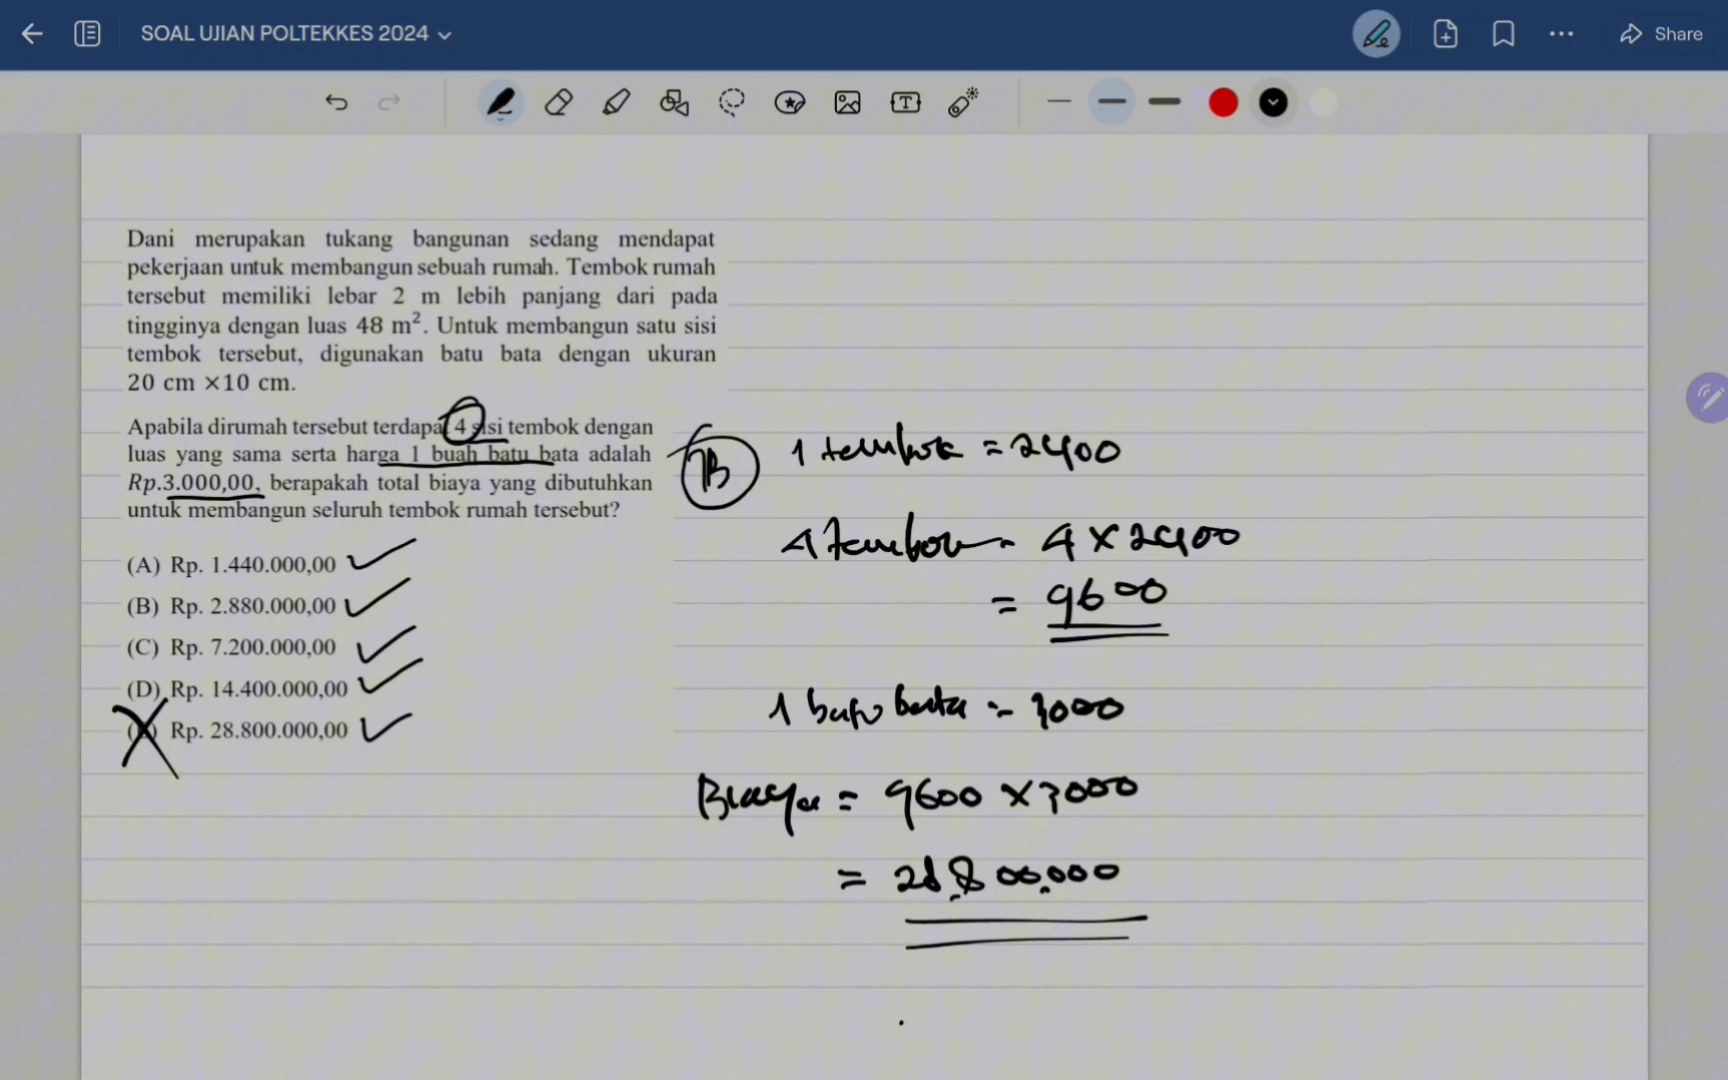 SOAL UJIAN POLTEKKES 2024
Share
Dani merupakan tukang bangunan sedang mendapat
pekerjaan untuk membangun sebuah rumah. Tembok rumah
tersebut memiliki lebar 2 m lebih panjang dari pada
tingginya dengan luas 48 m². Untuk membangun satu sisi
tembok tersebut, digunakan batu bata dengan ukuran
20 cm ×10 cm.
Apabila dirumah tersebut terdapat 4 sisi tembok dengan
luas yang sama serta harga 1 buah batu bata adalah
Rp.3.000,00, berapakah total biaya yang dibutuhkan
untuk membangun seluruh tembok rumah tersebut?
(A) Rp. 1.440.000,00
(B) Rp. 2.880.000,00
(C) Rp. 7.200.000,00
(D) Rp. 14.400.000,00
Rp. 28.800.000,00
B
1 tembok = 2400
4 tembok = 4 × 2400
= 9600
1 batu bata = 3000
Biaya = 9600 × 3000
= 28.800.000